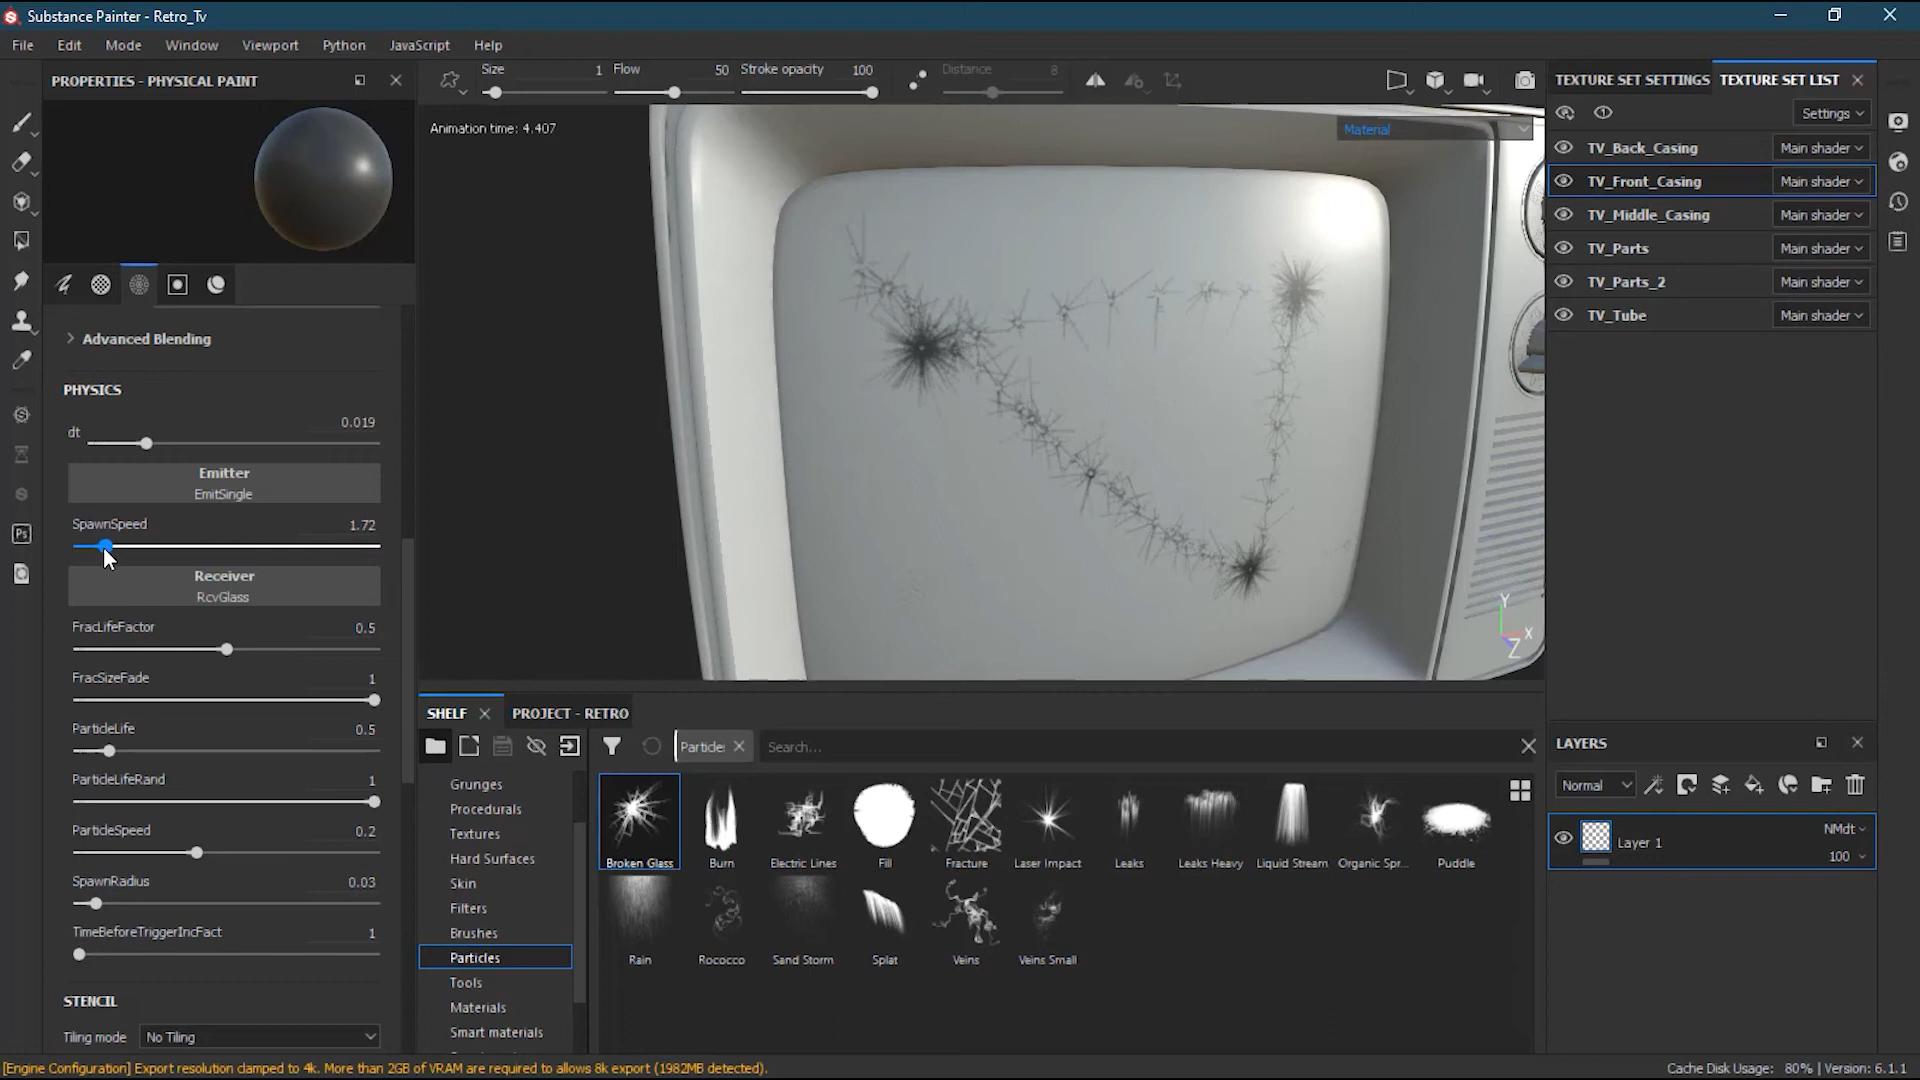 Substance Painter - Retro_Tv
File Edit Mode Window Viewport Python JavaScript Help
PROPERTIES - PHYSICAL PAINT
Size 1 Flow 50 Stroke opacity 100 Distance 8
Animation time: 4.407
Material
Advanced Blending
PHYSICS
dt 0.019
Emitter
EmitSingle
SpawnSpeed 1.72
Receiver
RcvGlass
FracLifeFactor 0.5
FracSizeFade 1
ParticleLife 0.5
ParticleLifeRand 1
ParticleSpeed 0.2
SpawnRadius 0.03
TimeBeforeTriggerIncFact 1
STENCIL
Tiling mode No Tiling
Ps
Y
X
Z
SHELF PROJECT - RETRO
Particle Search...
Grunges
Procedurals
Textures
Hard Surfaces
Skin
Filters
Brushes
Particles
Tools
Materials
Smart materials
Broken Glass Burn Electric Lines Fill Fracture Laser Impact Leaks Leaks Heavy Liquid Stream Organic Spr... Puddle
Rain Rococco Sand Storm Splat Veins Veins Small
TEXTURE SET SETTINGS TEXTURE SET LIST
Settings
TV_Back_Casing Main shader
TV_Front_Casing Main shader
TV_Middle_Casing Main shader
TV_Parts Main shader
TV_Parts_2 Main shader
TV_Tube Main shader
LAYERS
Normal
Layer 1 NMdt
100
[Engine Configuration] Export resolution clamped to 4k. More than 2GB of VRAM are required to allows 8k export (1982MB detected).
Cache Disk Usage: 80% | Version: 6.1.1